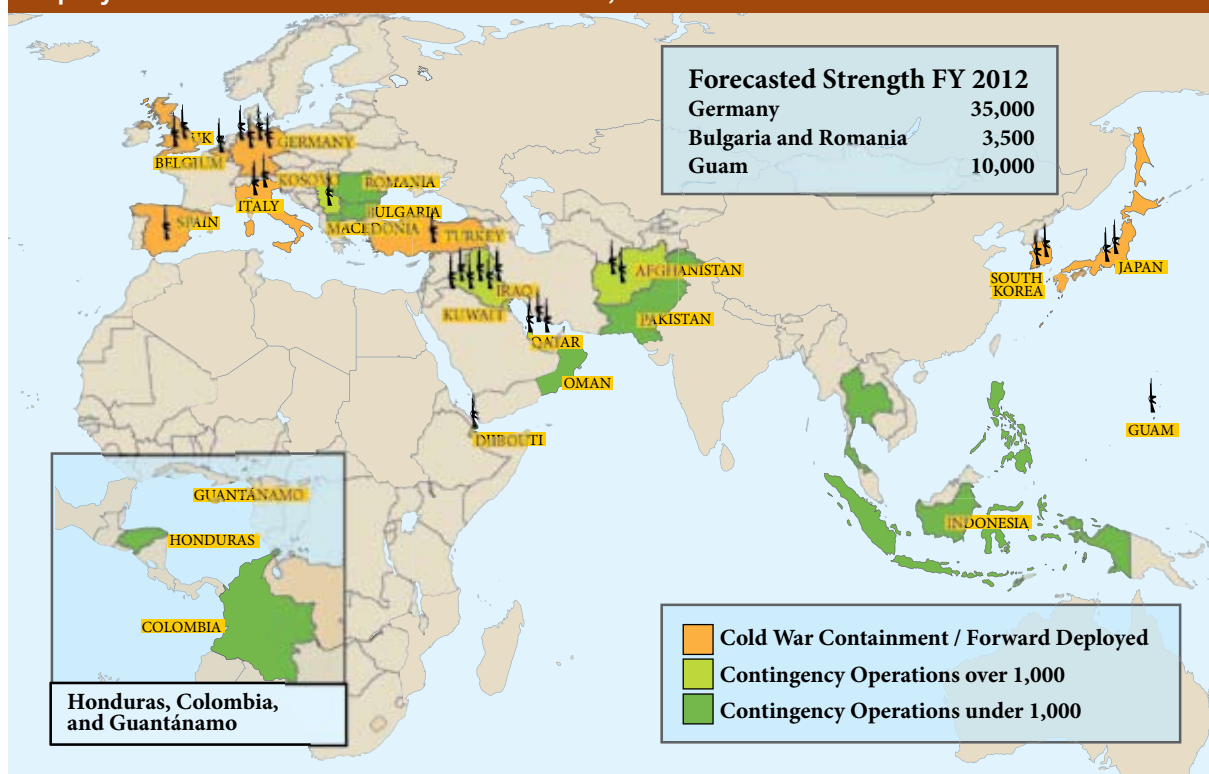 Forecasted Strength FY 2012
Germany 35,000
Bulgaria and Romania 3,500
Guam 10,000
UK
GERMANY
BELGIUM
KOSOVO
ROMANIA
ITALY
BULGARIA
SPAIN
MACEDONIA
TURKEY
AFGHANISTAN
IRAQ
KUWAIT
PAKISTAN
QATAR
OMAN
DJIBOUTI
SOUTH
KOREA
JAPAN
GUAM
INDONESIA
GUANTÁNAMO
HONDURAS
COLOMBIA
Honduras, Colombia,
and Guantánamo
Cold War Containment / Forward Deployed
Contingency Operations over 1,000
Contingency Operations under 1,000